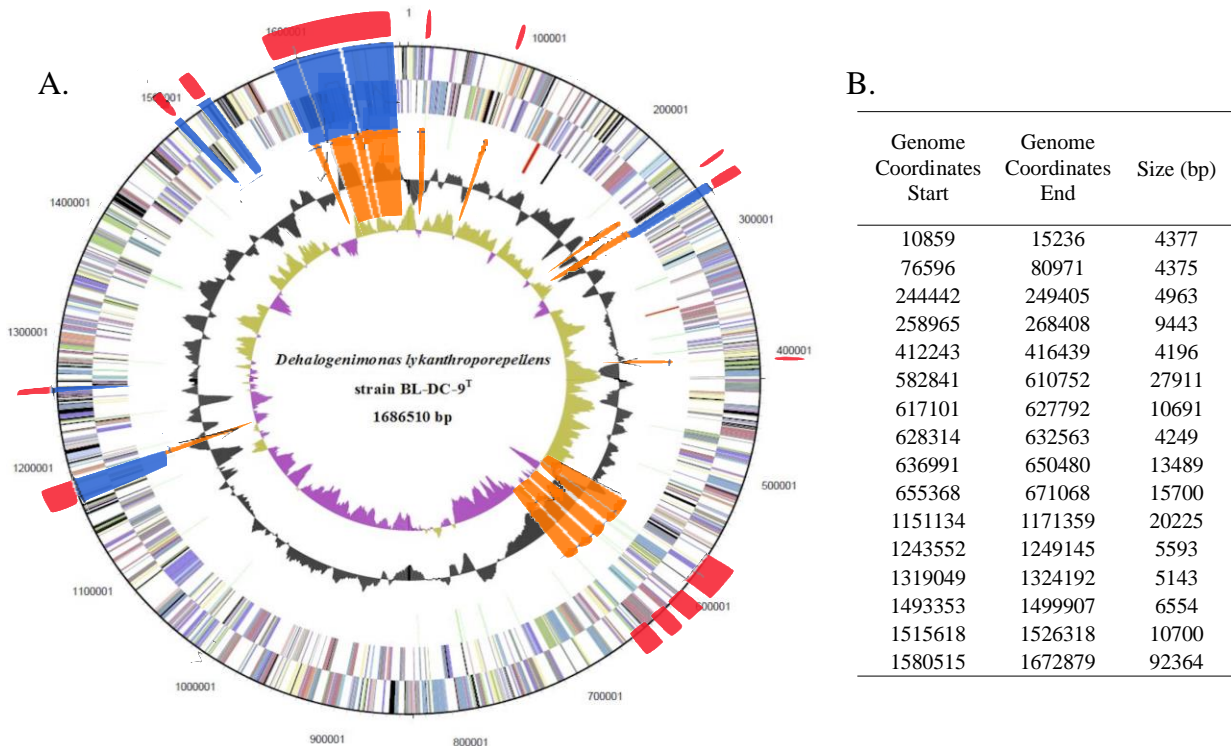 A.
1
100001
200001
300001
400001
500001
600001
700001
800001
900001
1000001
1100001
1200001
1300001
1400001
Dehalogenimonas lykanthroporepellens
strain BL-DC-9T
1686510 bp
B.
Genome Coordinates Start Genome Coordinates End Size (bp)
10859 15236 4377
76596 80971 4375
244442 249405 4963
258965 268408 9443
412243 416439 4196
582841 610752 27911
617101 627792 10691
628314 632563 4249
636991 650480 13489
655368 671068 15700
1151134 1171359 20225
1243552 1249145 5593
1319049 1324192 5143
1493353 1499907 6554
1515618 1526318 10700
1580515 1672879 92364